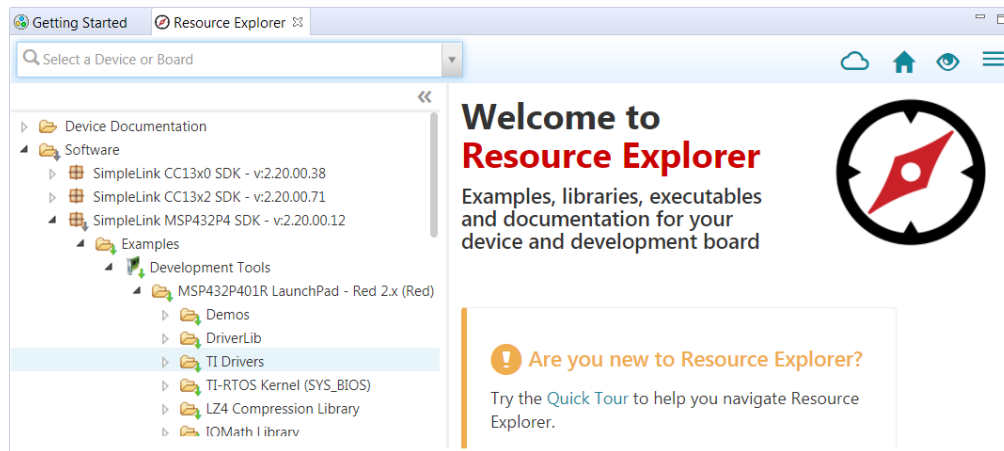 Getting Started
Resource Explorer
Select a Device or Board
Device Documentation
Software
SimpleLink CC13x0 SDK - v:2.20.00.38
SimpleLink CC13x2 SDK - v:2.20.00.71
SimpleLink MSP432P4 SDK - v:2.20.00.12
Examples
Development Tools
MSP432P401R LaunchPad - Red 2.x (Red)
Demos
DriverLib
TI Drivers
TI-RTOS Kernel (SYS_BIOS)
LZ4 Compression Library
IQMath Library
Welcome to
Resource Explorer
Examples, libraries, executables
and documentation for your
device and development board
Are you new to Resource Explorer?
Try the Quick Tour to help you navigate Resource
Explorer.